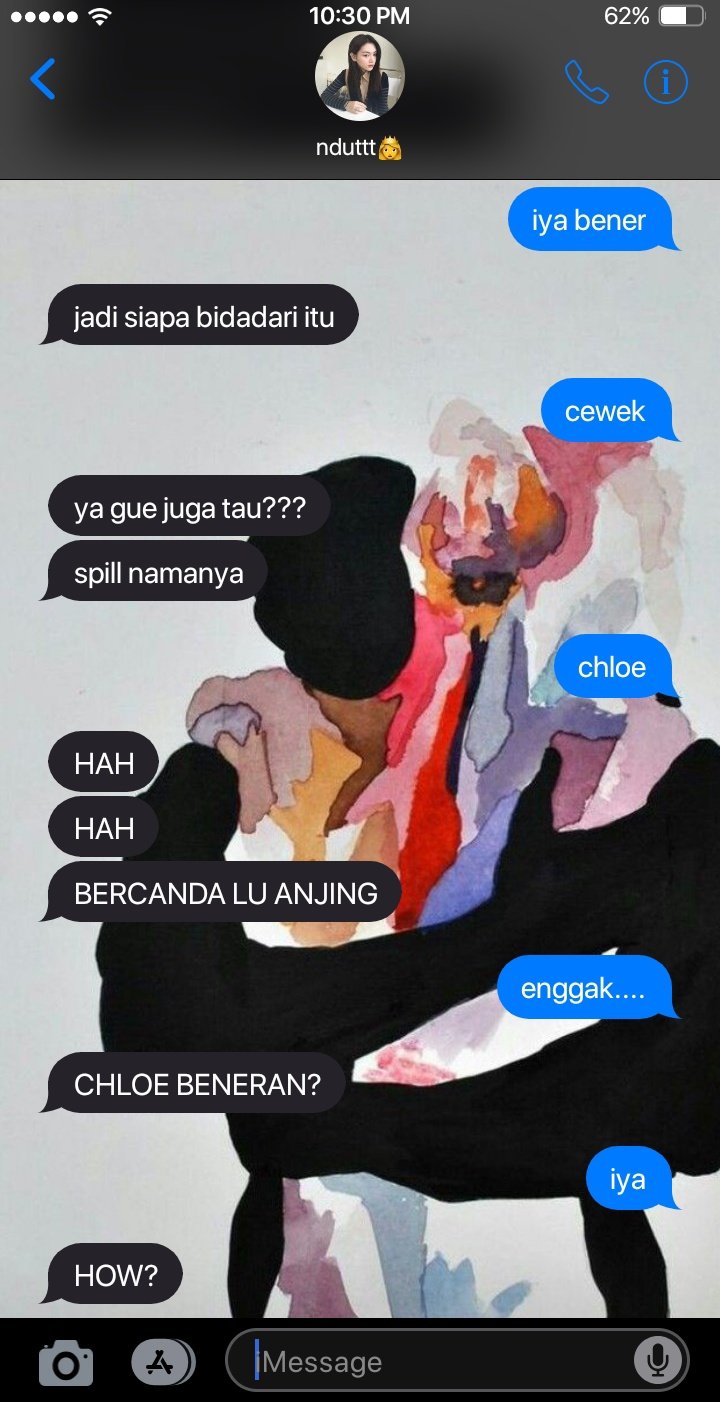 10:30 PM
62%
nduttt👸
iya bener
jadi siapa bidadari itu
cewek
ya gue juga tau???
spill namanya
chloe
HAH
HAH
BERCANDA LU ANJING
enggak....
CHLOE BENERAN?
iya
HOW?
iMessage